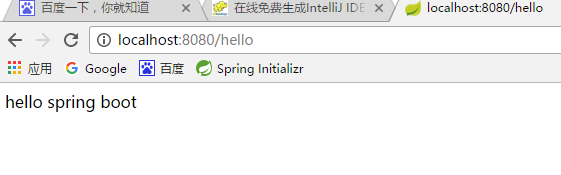 百度一下，你就知道 在线免费生成IntelliJ IDE localhost:8080/hello
localhost:8080/hello
应用 Google 百度 Spring Initializr
hello spring boot